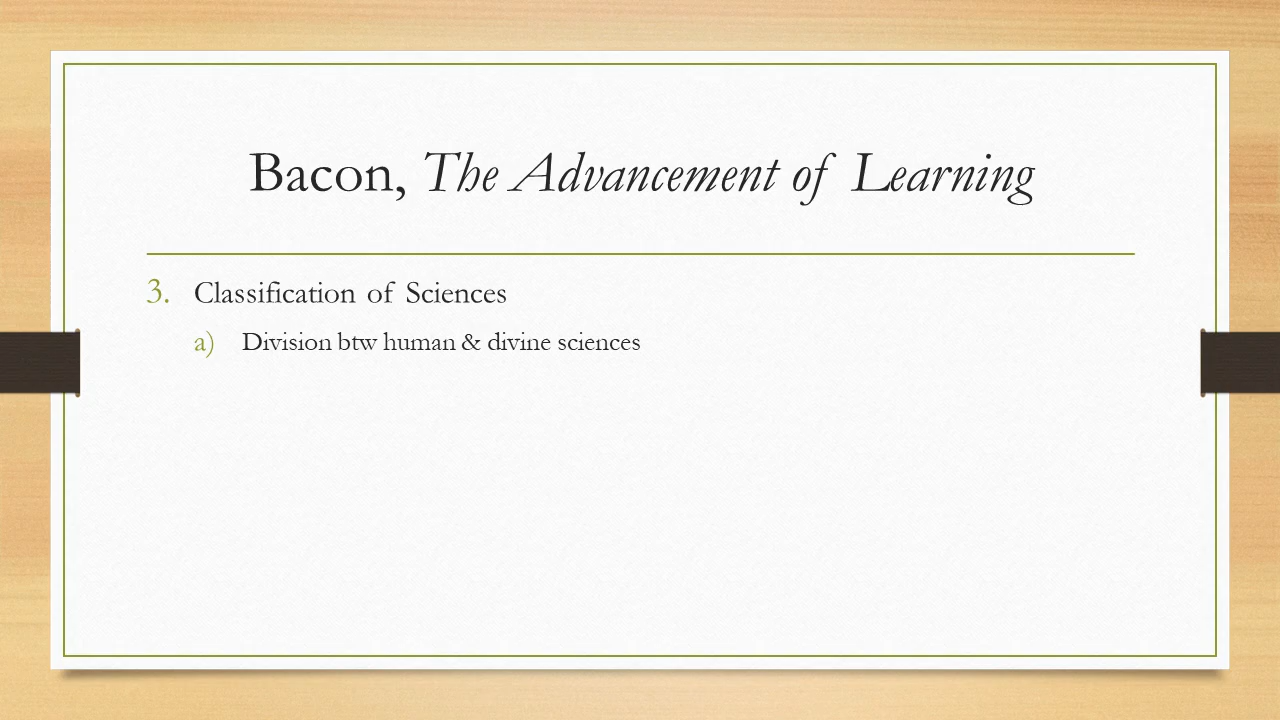 Bacon, The Advancement of Learning
3. Classification of Sciences
a) Division btw human & divine sciences